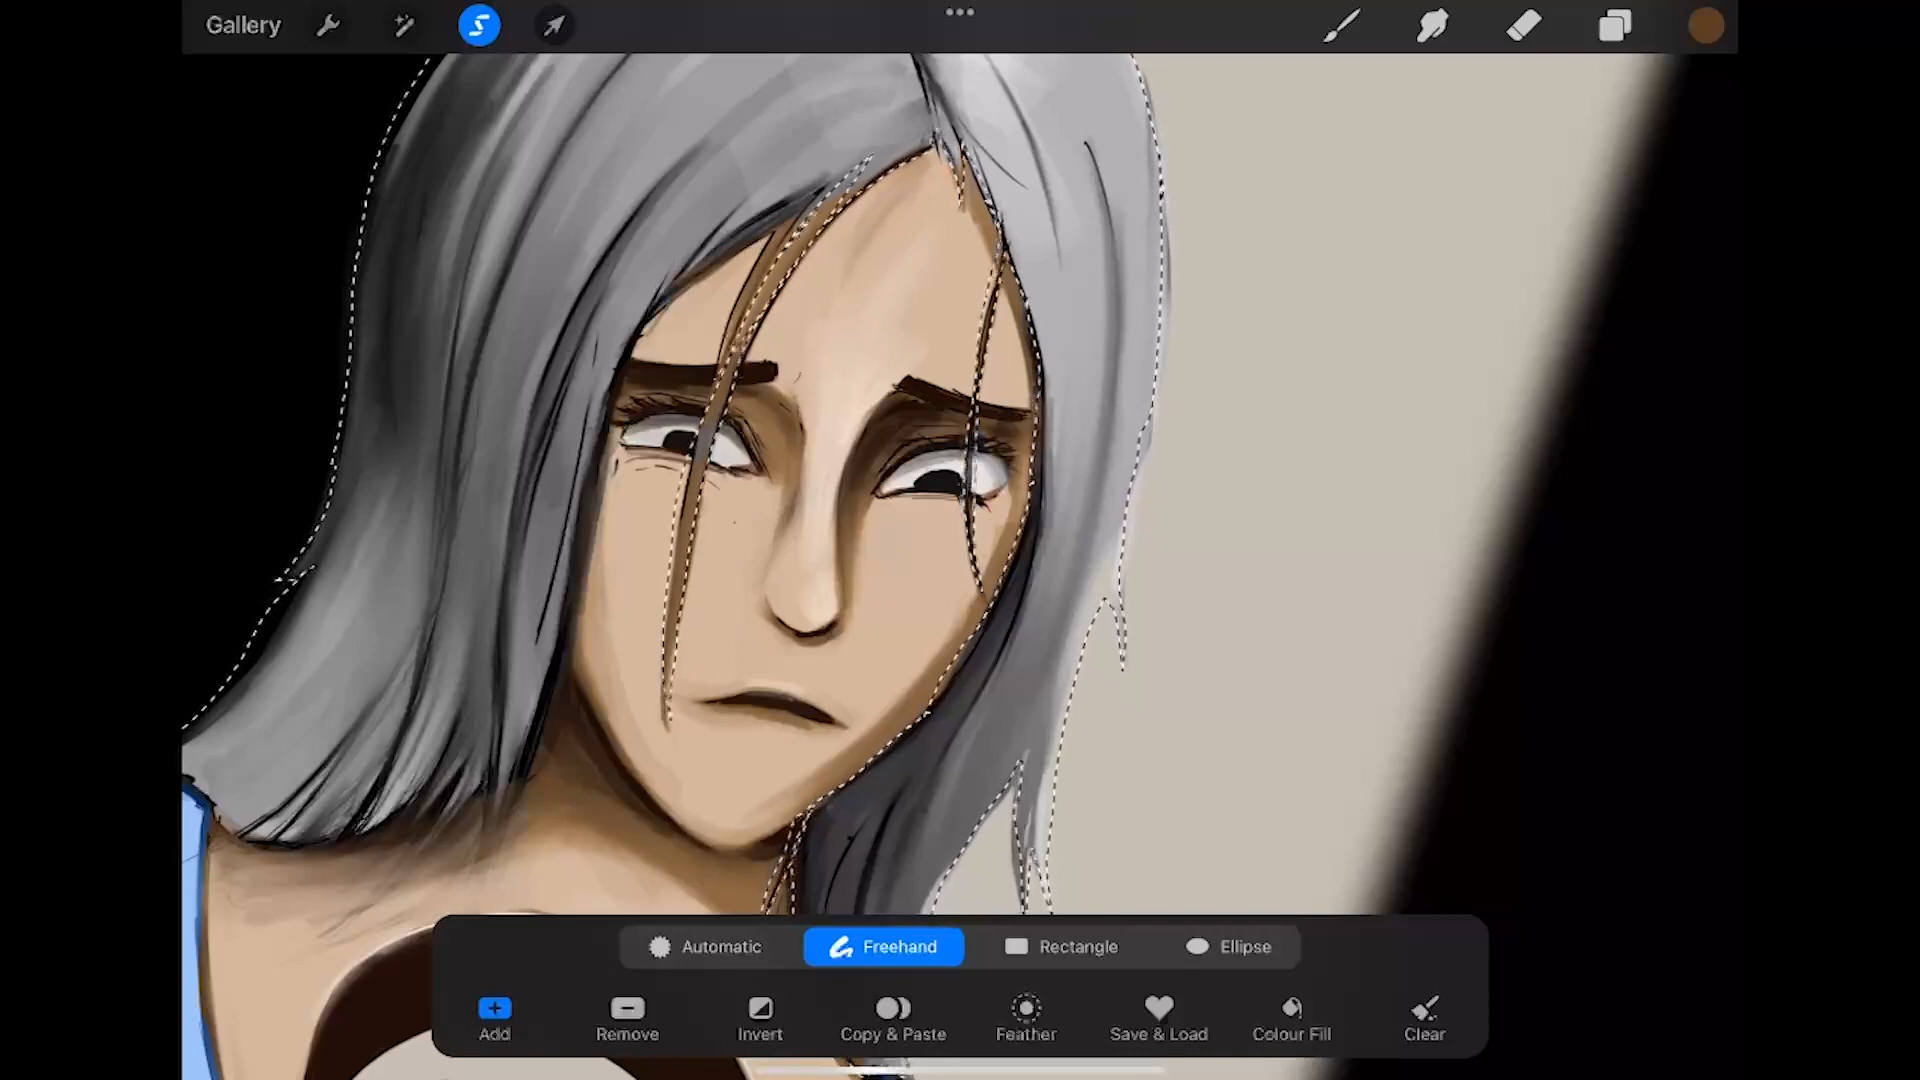 Gallery
Automatic
Freehand
Rectangle
Ellipse
Add
Remove
Invert
Copy & Paste
Feather
Save & Load
Colour Fill
Clear